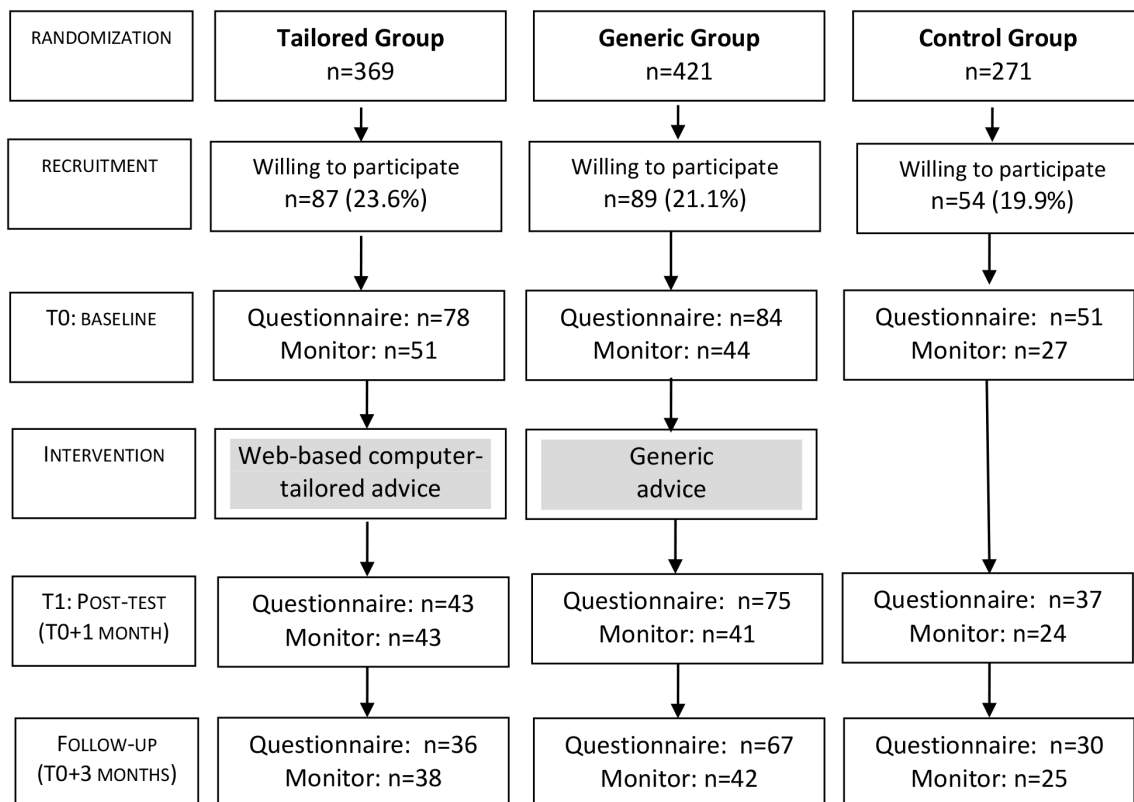 RANDOMIZATION
Tailored Group
n=369
Generic Group
n=421
Control Group
n=271
RECRUITMENT
Willing to participate
n=87 (23.6%)
Willing to participate
n=89 (21.1%)
Willing to participate
n=54 (19.9%)
T0: BASELINE
Questionnaire: n=78
Monitor: n=51
Questionnaire: n=84
Monitor: n=44
Questionnaire: n=51
Monitor: n=27
INTERVENTION
Web-based computer-
tailored advice
Generic
advice
T1: POST-TEST
(T0+1 MONTH)
Questionnaire: n=43
Monitor: n=43
Questionnaire: n=75
Monitor: n=41
Questionnaire: n=37
Monitor: n=24
FOLLOW-UP
(T0+3 MONTHS)
Questionnaire: n=36
Monitor: n=38
Questionnaire: n=67
Monitor: n=42
Questionnaire: n=30
Monitor: n=25